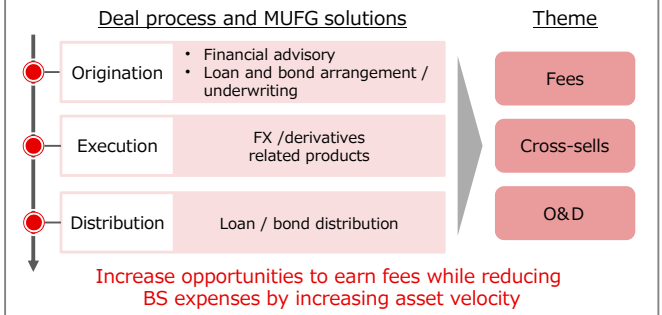 Deal process and MUFG solutions
Theme
Origination
• Financial advisory
• Loan and bond arrangement /
underwriting
Execution
FX /derivatives
related products
Distribution
Loan / bond distribution
Fees
Cross-sells
O&D
Increase opportunities to earn fees while reducing
BS expenses by increasing asset velocity